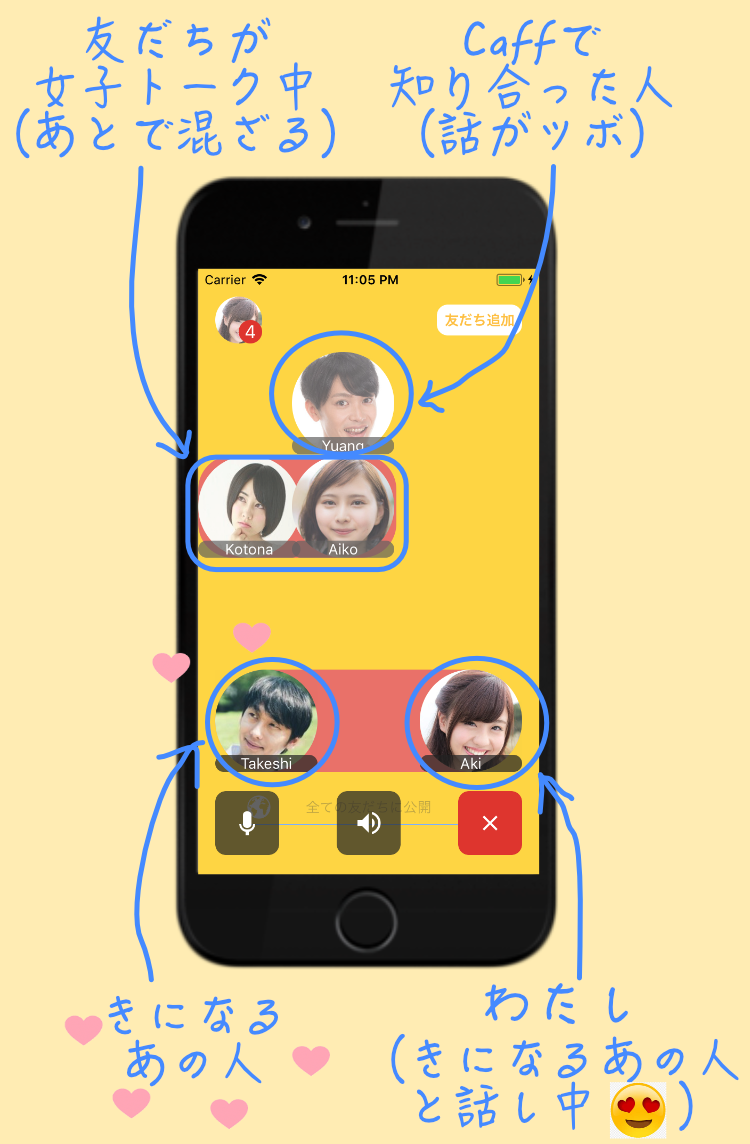 友だちが
女子トーク中
(あとで混ざる)
Caffで
知り合った人
(話がツボ)
Carrier 11:05 PM
4
友だち追加
Yuang
Kotona Aiko
Takeshi Aki
全ての友だちに公開
きになる
あの人
わたし
(きになるあの人
と話し中 )